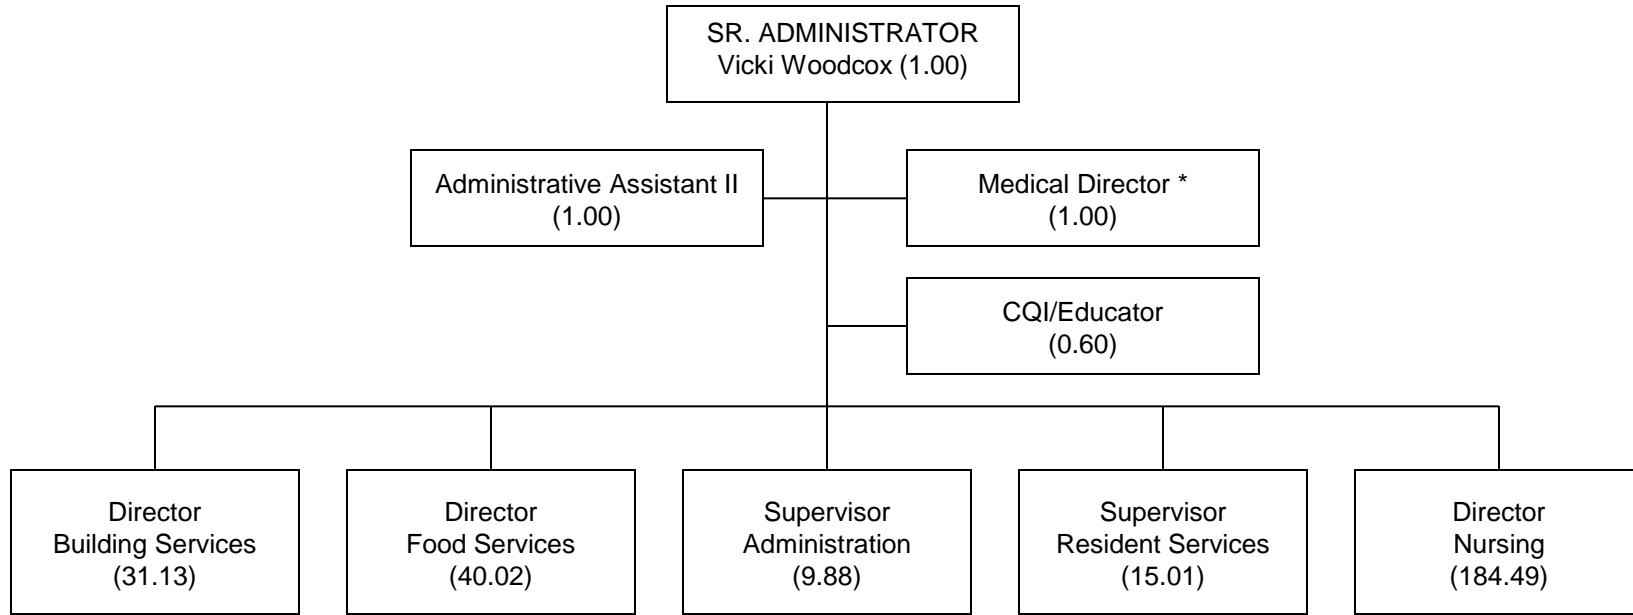 SR. ADMINISTRATOR
Vicki Woodcox (1.00)
Administrative Assistant II
(1.00)
Medical Director *
(1.00)
CQI/Educator
(0.60)
Director
Building Services
(31.13)
Director
Food Services
(40.02)
Supervisor
Administration
(9.88)
Supervisor
Resident Services
(15.01)
Director
Nursing
(184.49)